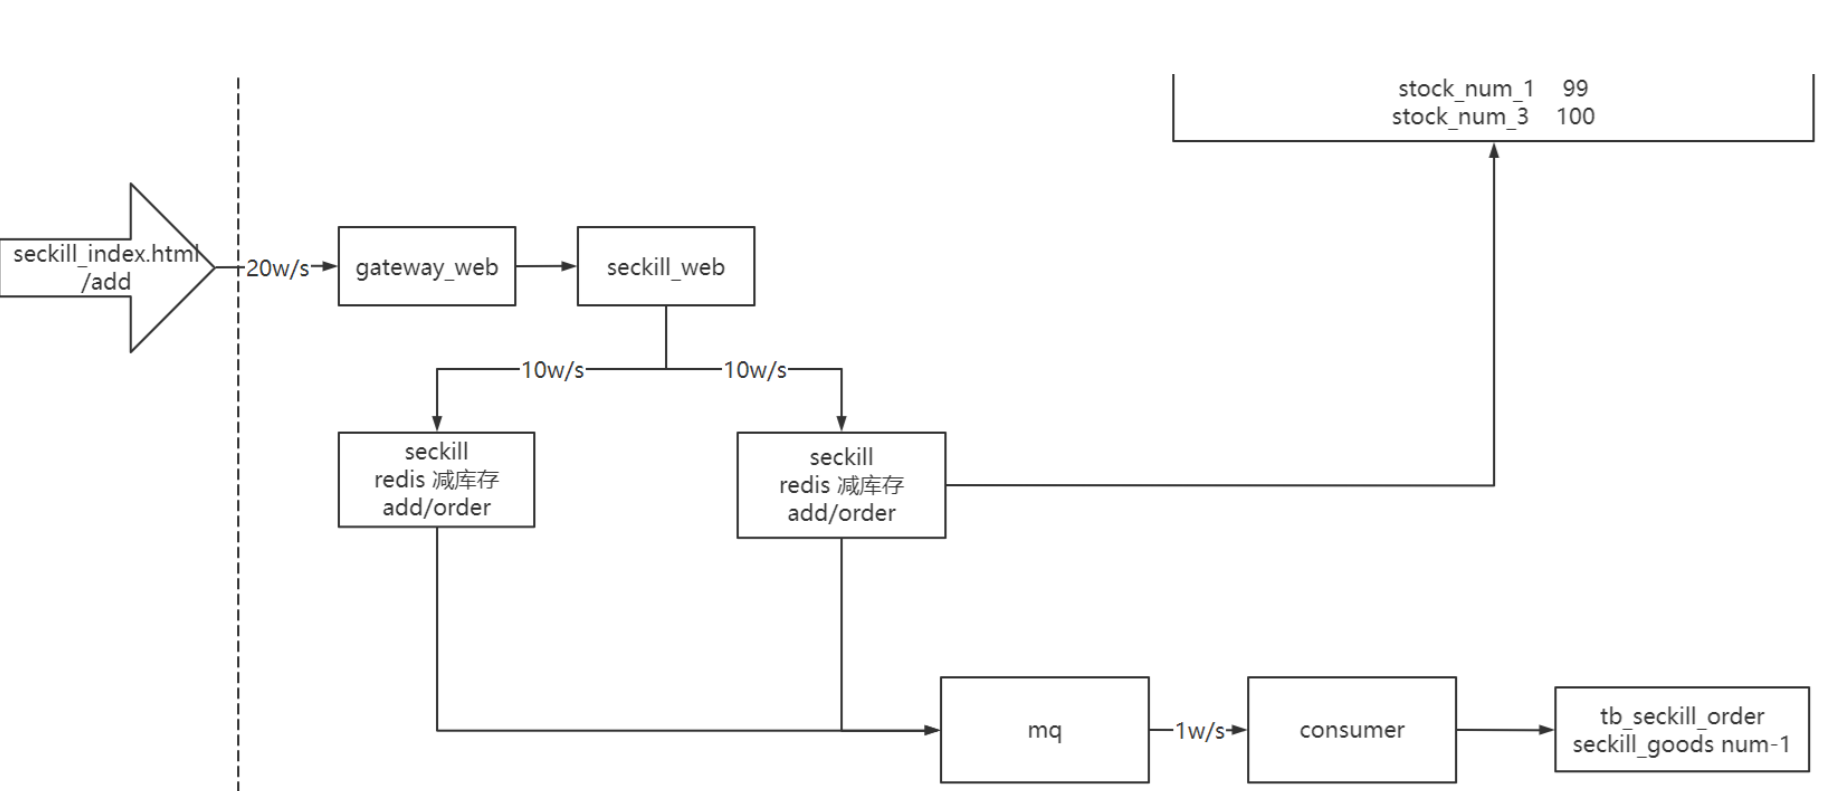 stock_num_1 99
stock_num_3 100
seckill_index.html
/add
20w/s
gateway_web
seckill_web
10w/s
10w/s
seckill
redis 减库存
add/order
seckill
redis 减库存
add/order
mq
1w/s
consumer
tb_seckill_order
seckill_goods num-1